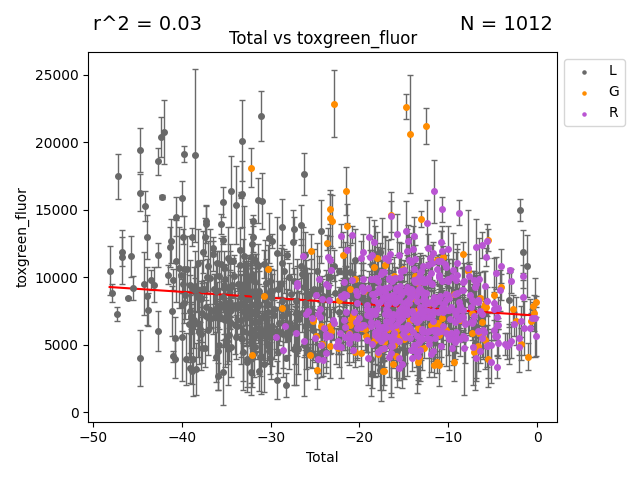 r^2 = 0.03 N = 1012
Total vs toxgreen_fluor
25000
20000
15000
10000
5000
0
toxgreen_fluor
−50 −40 −30 −20 −10 0
Total
L
G
R